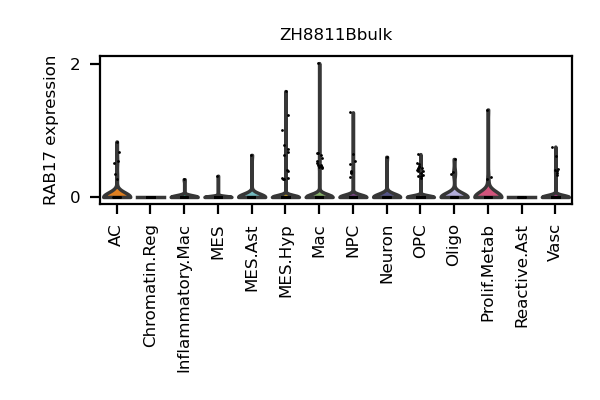 ZH8811Bbulk
RAB17 expression
2
0
AC
Chromatin.Reg
Inflammatory.Mac
MES
MES.Ast
MES.Hyp
Mac
NPC
Neuron
OPC
Oligo
Prolif.Metab
Reactive.Ast
Vasc